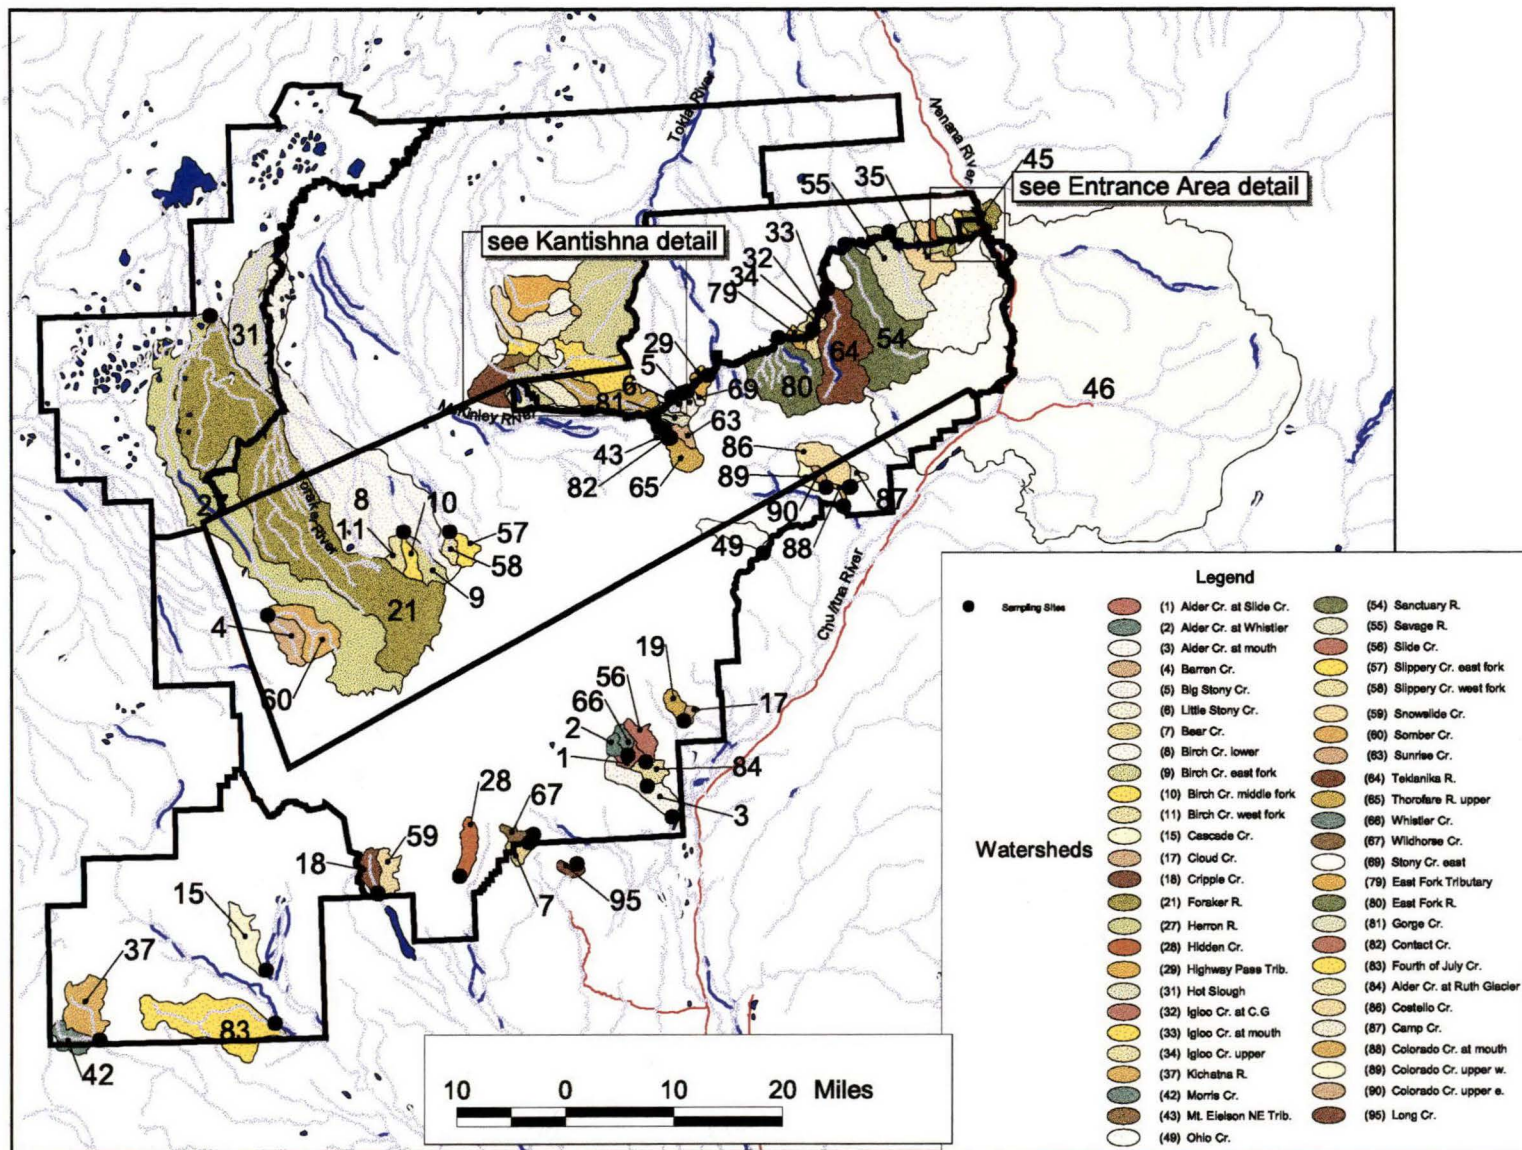 Toklat River
Nenana River
45
see Entrance Area detail
35
55
see Kantishna detail
33
32
34
79
31
29
5
54
64
6
69
80
46
81
McKinley River
63
43
86
82
65
89
27
8
10
90
87
Foraker River
11
57
49
88
58
9
Chulitna River
21
4
19
60
56
17
66
2
1
84
28
67
3
59
18
15
7
95
37
83
42
10 0 10 20 Miles
Legend
Sampling Sites
Watersheds
(1) Alder Cr. at Slide Cr.
(2) Alder Cr. at Whistler
(3) Alder Cr. at mouth
(4) Barren Cr.
(5) Big Stony Cr.
(6) Little Stony Cr.
(7) Bear Cr.
(8) Birch Cr. lower
(9) Birch Cr. east fork
(10) Birch Cr. middle fork
(11) Birch Cr. west fork
(15) Cascade Cr.
(17) Cloud Cr.
(18) Cripple Cr.
(21) Foraker R.
(27) Herron R.
(28) Hidden Cr.
(29) Highway Pass Trib.
(31) Hot Slough
(32) Igloo Cr. at C.G
(33) Igloo Cr. at mouth
(34) Igloo Cr. upper
(37) Kichatna R.
(42) Morris Cr.
(43) Mt. Eielson NE Trib.
(49) Ohio Cr.
(54) Sanctuary R.
(55) Savage R.
(56) Slide Cr.
(57) Slippery Cr. east fork
(58) Slippery Cr. west fork
(59) Snowslide Cr.
(60) Somber Cr.
(63) Sunrise Cr.
(64) Teklanika R.
(65) Thorofare R. upper
(66) Whistler Cr.
(67) Wildhorse Cr.
(69) Stony Cr. east
(79) East Fork Tributary
(80) East Fork R.
(81) Gorge Cr.
(82) Contact Cr.
(83) Fourth of July Cr.
(84) Alder Cr. at Ruth Glacier
(86) Costello Cr.
(87) Camp Cr.
(88) Colorado Cr. at mouth
(89) Colorado Cr. upper w.
(90) Colorado Cr. upper e.
(95) Long Cr.